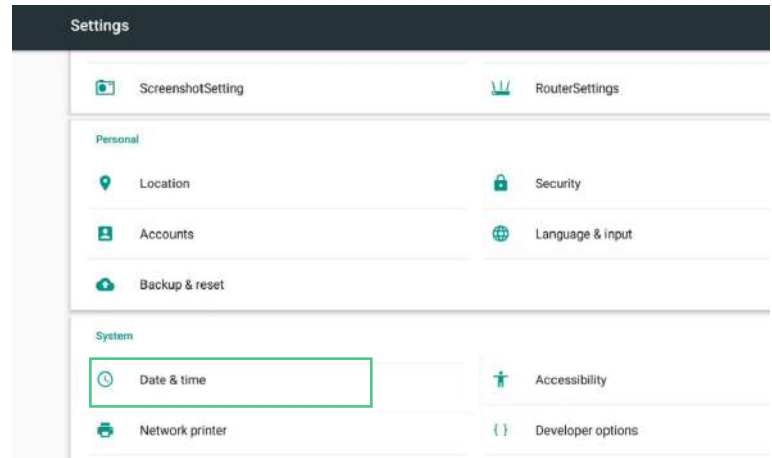 Settings
ScreenshotSetting
RouterSettings
Personal
Location
Security
Accounts
Language & input
Backup & reset
System
Date & time
Accessibility
Network printer
Developer options